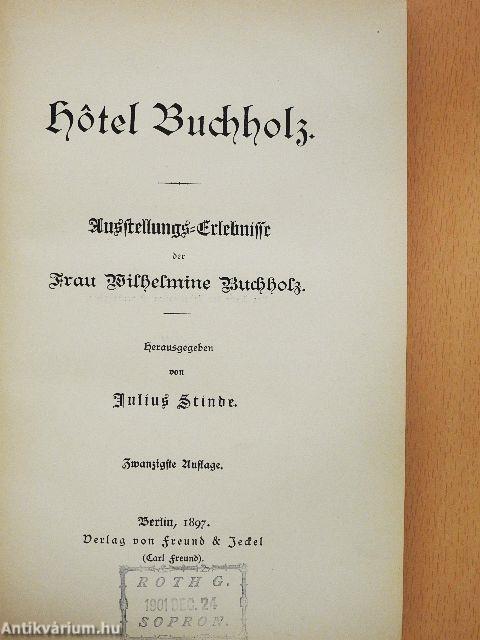 Hôtel Buchholz.
Ausstellungs-Erlebnisse
der
Frau Wilhelmine Buchholz.
Herausgegeben
von
Julius Stinde.
Zwanzigste Auflage.
Berlin, 1897.
Verlag von Freund & Jeckel
(Carl Freund).
ROTH G.
1901 DEC. 24
SOPRON.
Antikvárium.hu